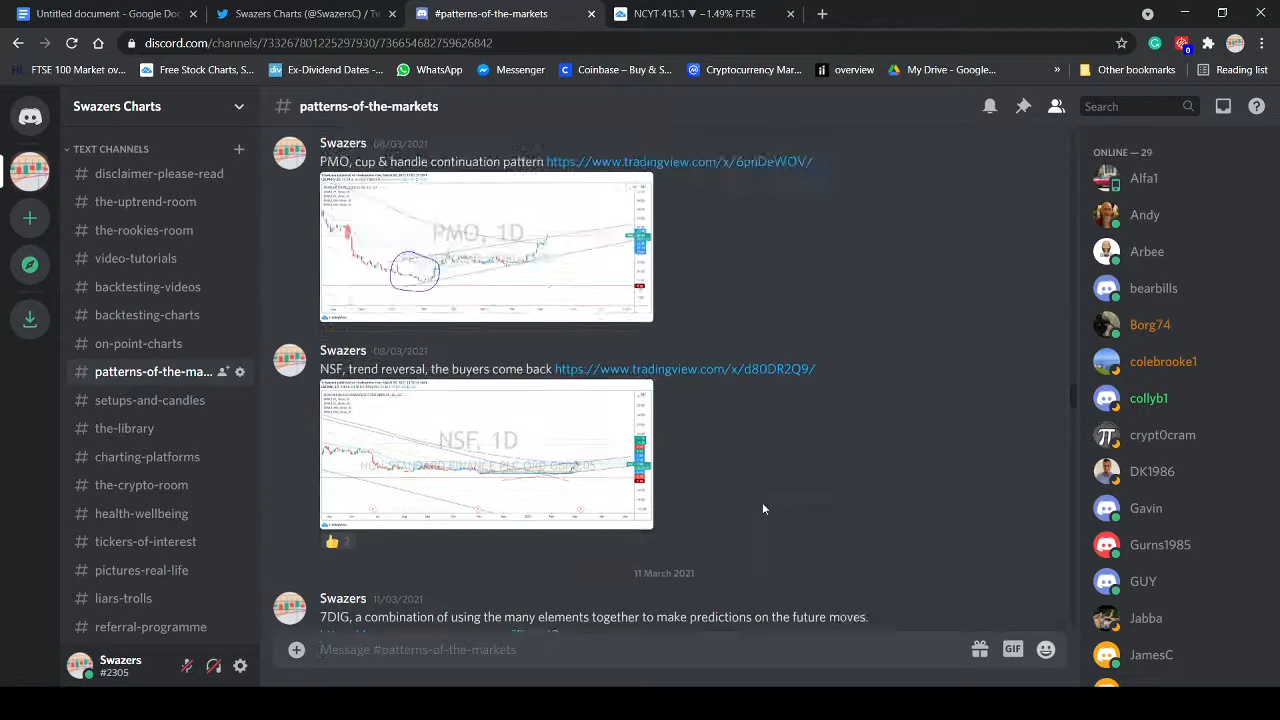 Untitled document - Google Doc
Swazers Charts (@SwazersQ) / Tw
#patterns-of-the-markets
NCYT 415.1 ▼ −1.91% FTSE
discord.com/channels/733267801225297930/736654682759626842
FTSE 100 Market ov...
Free Stock Charts, S...
Ex-Dividend Dates -...
WhatsApp
Messenger
Coinbase – Buy & S...
Cryptocurrency Mar...
overview
My Drive - Google...
»
Other bookmarks
Reading list
Swazers Charts
# patterns-of-the-markets
Search
TEXT CHANNELS
# disclaimer-please-read
# the-uptrend-room
# the-rookies-room
# video-tutorials
# backtesting-videos
# backtesting-charts
# on-point-charts
# patterns-of-the-ma...
# patterns-and-candles
# the-library
# charting-platforms
# the-crypto-room
# health-wellbeing
# tickers-of-interest
# pictures-real-life
# liars-trolls
# referral-programme
Swazers
#2305
Swazers 08/03/2021
PMO, cup & handle continuation pattern https://www.tradingview.com/x/6pnDeWOV/
PMO, 1D
TradingView
Swazers 08/03/2021
NSF, trend reversal, the buyers come back https://www.tradingview.com/x/d80DR2Q9/
NSF, 1D
TradingView
2
11 March 2021
Swazers 11/03/2021
7DIG, a combination of using the many elements together to make predictions on the future moves.
Message #patterns-of-the-markets
GIF
ONLINE — 29
Alfa1
Andy
Arbee
bearbills
Borg74
colebrooke1
collyb1
crypt0cram
DK1986
Gavin
Gurns1985
GUY
Jabba
JamesC